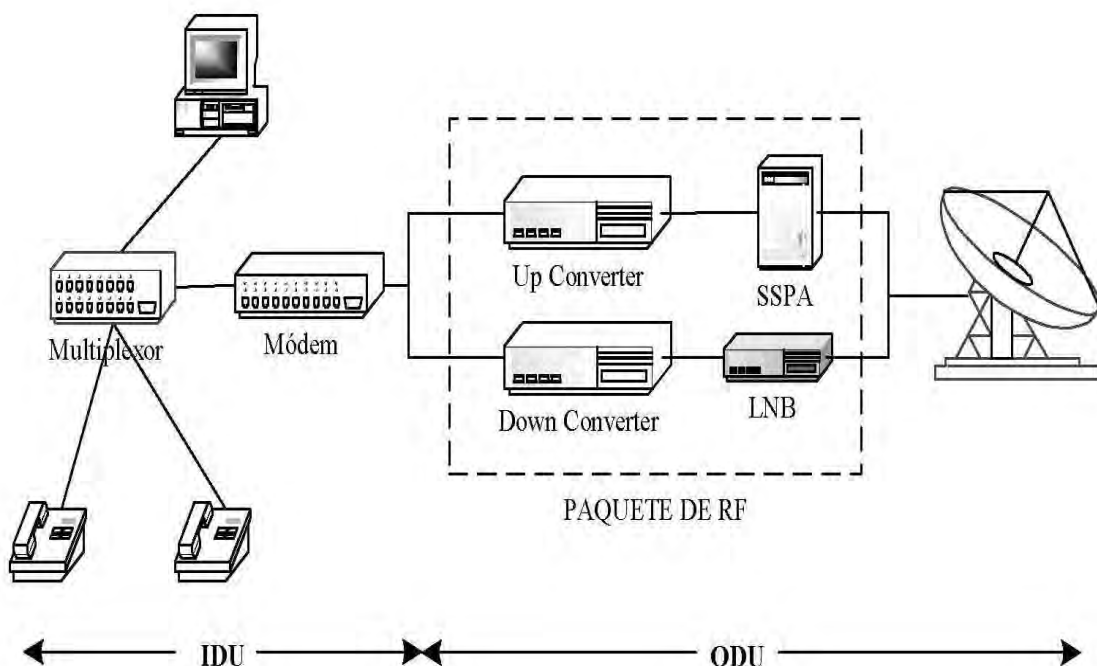 Up Converter
SSPA
Multiplexor
Módem
Down Converter
LNB
PAQUETE DE RF
IDU
ODU